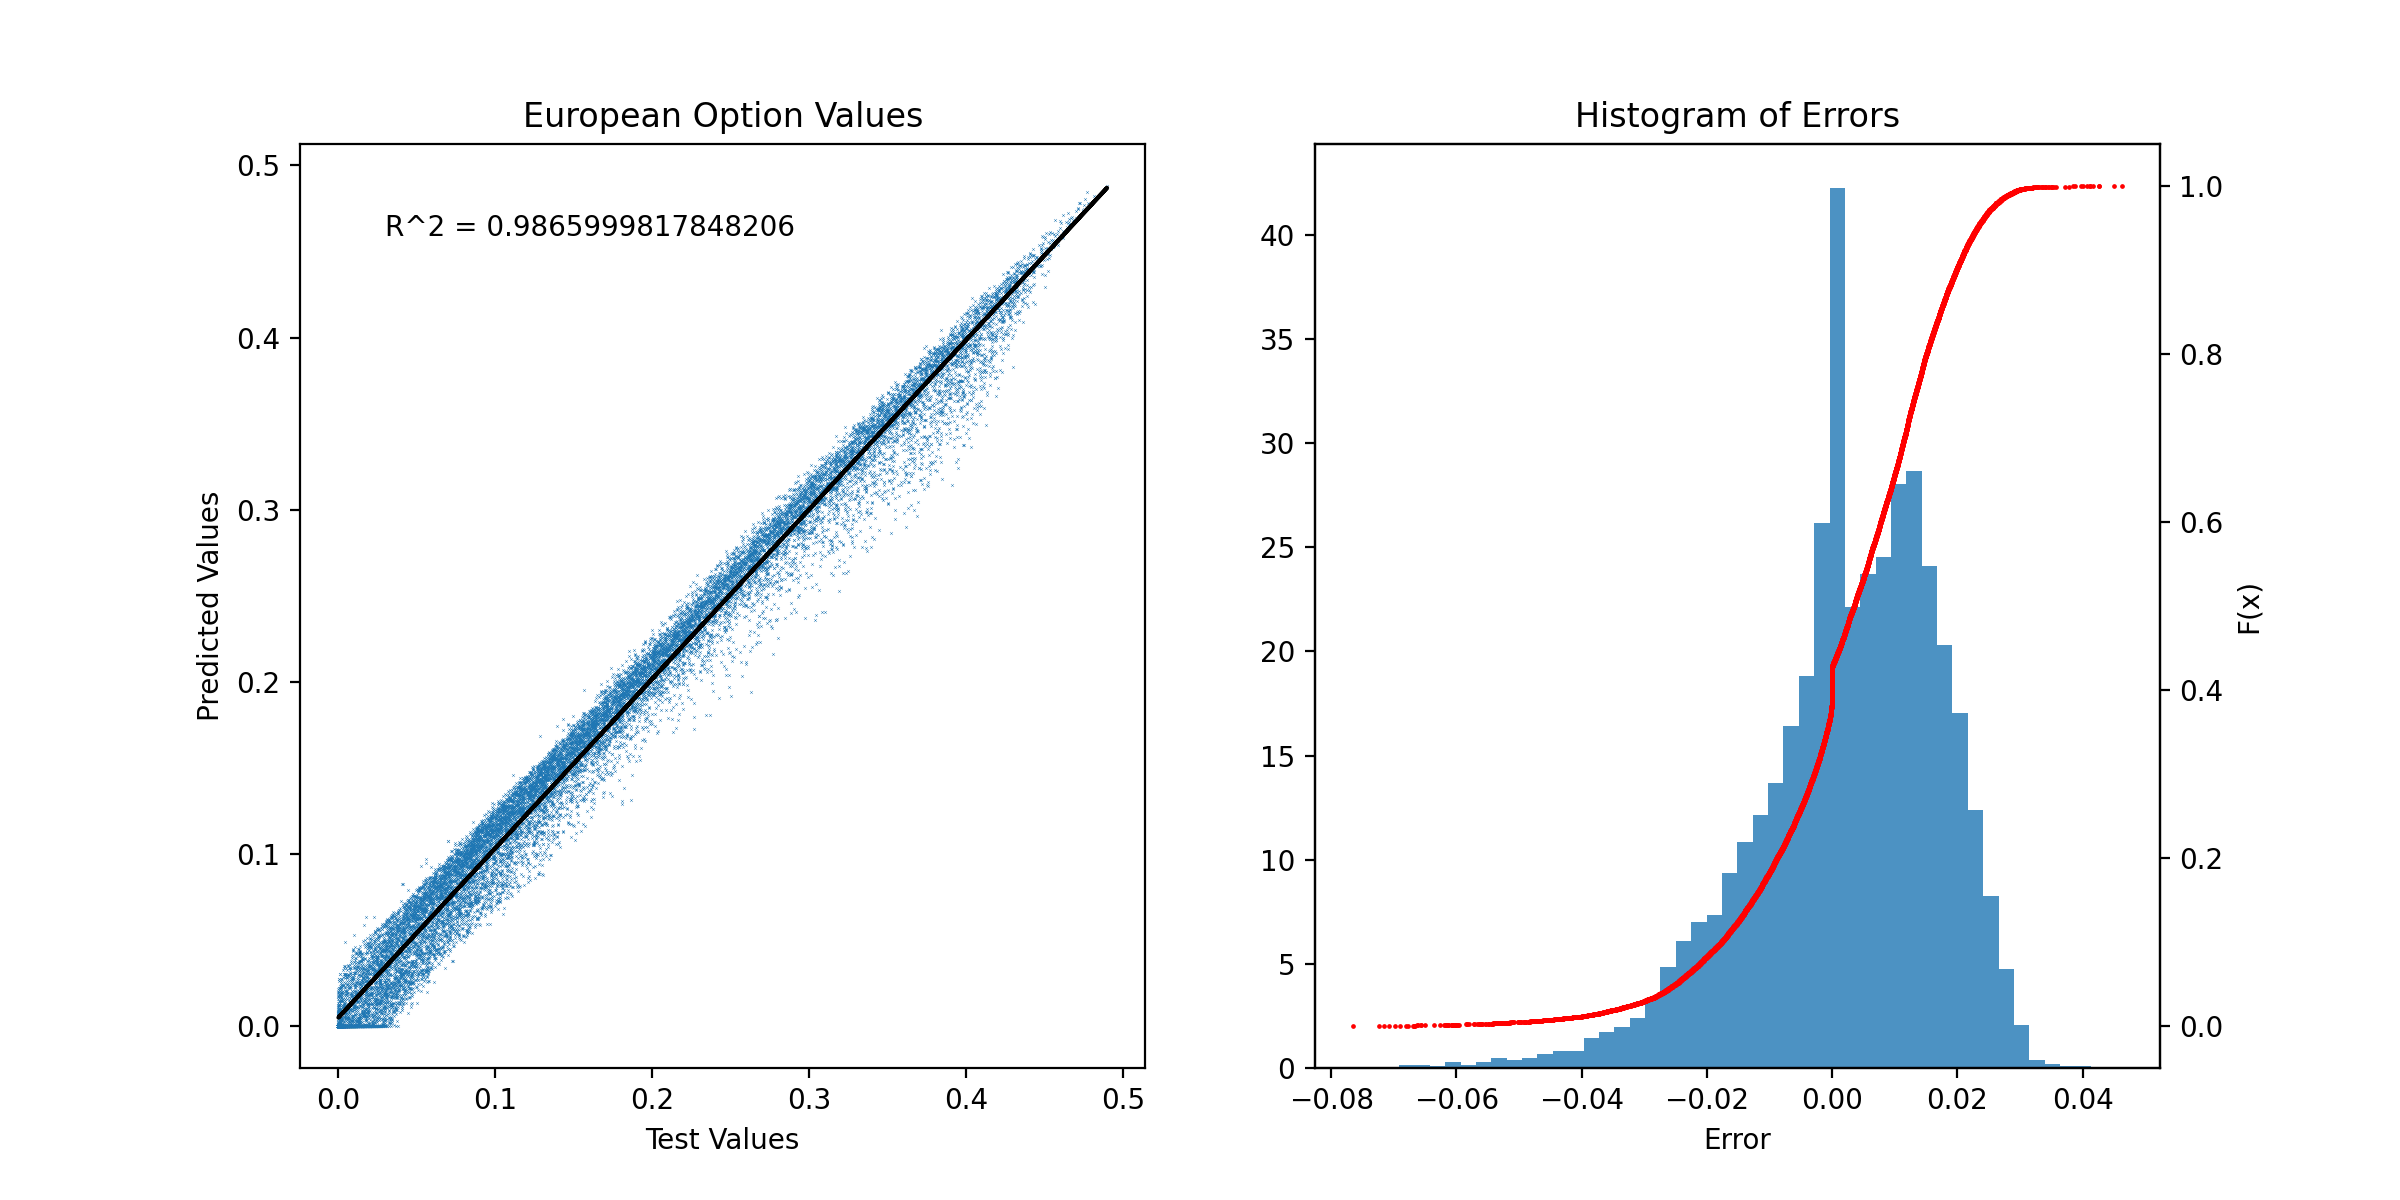 European Option Values
R^2 = 0.9865999817848206
0.5
0.4
0.3
0.2
0.1
0.0
Predicted Values
0.0 0.1 0.2 0.3 0.4 0.5
Test Values
Histogram of Errors
40
35
30
25
20
15
10
5
0
1.0
0.8
0.6
0.4
0.2
0.0
F(x)
−0.08 −0.06 −0.04 −0.02 0.00 0.02 0.04
Error